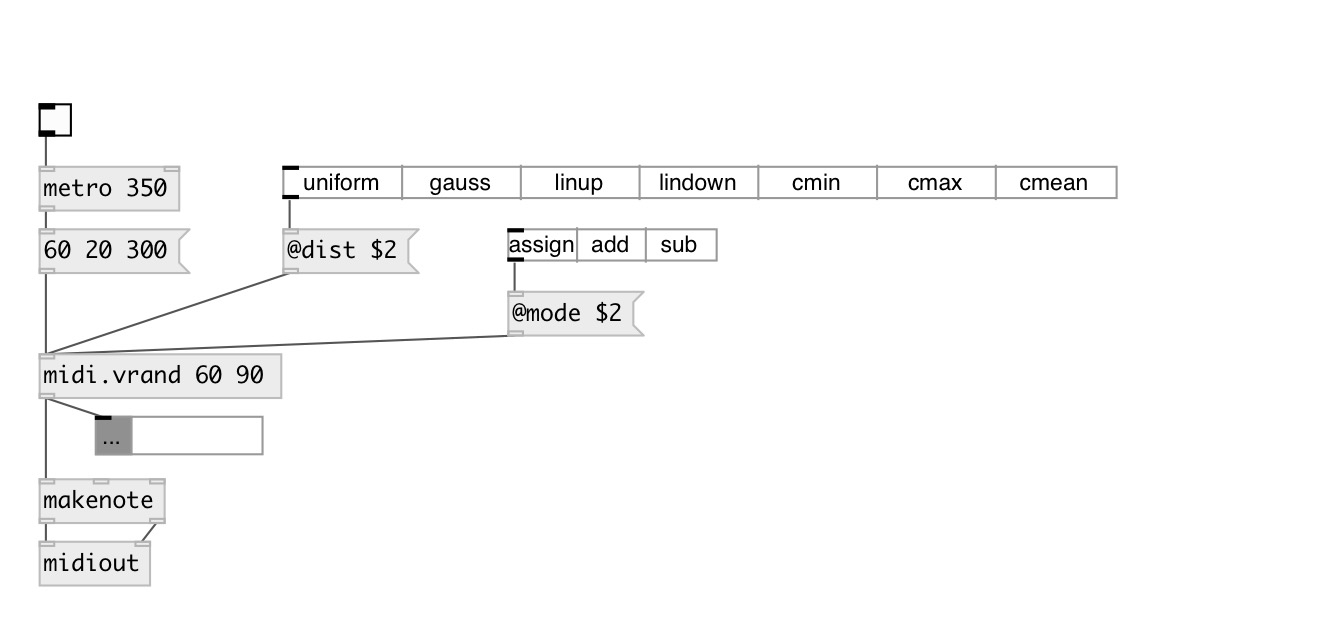 metro 350
uniform gauss linup lindown cmin cmax cmean
60 20 300
@dist $2
assign add sub
@mode $2
midi.vrand 60 90
...
makenote
midiout